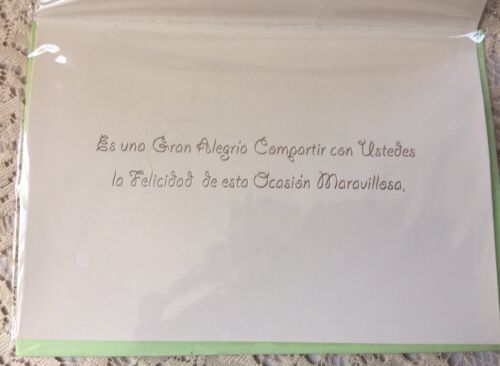 Es una Gran Alegria Compartir con Ustedes
la Felicidad de esta Ocasión Maravillosa.